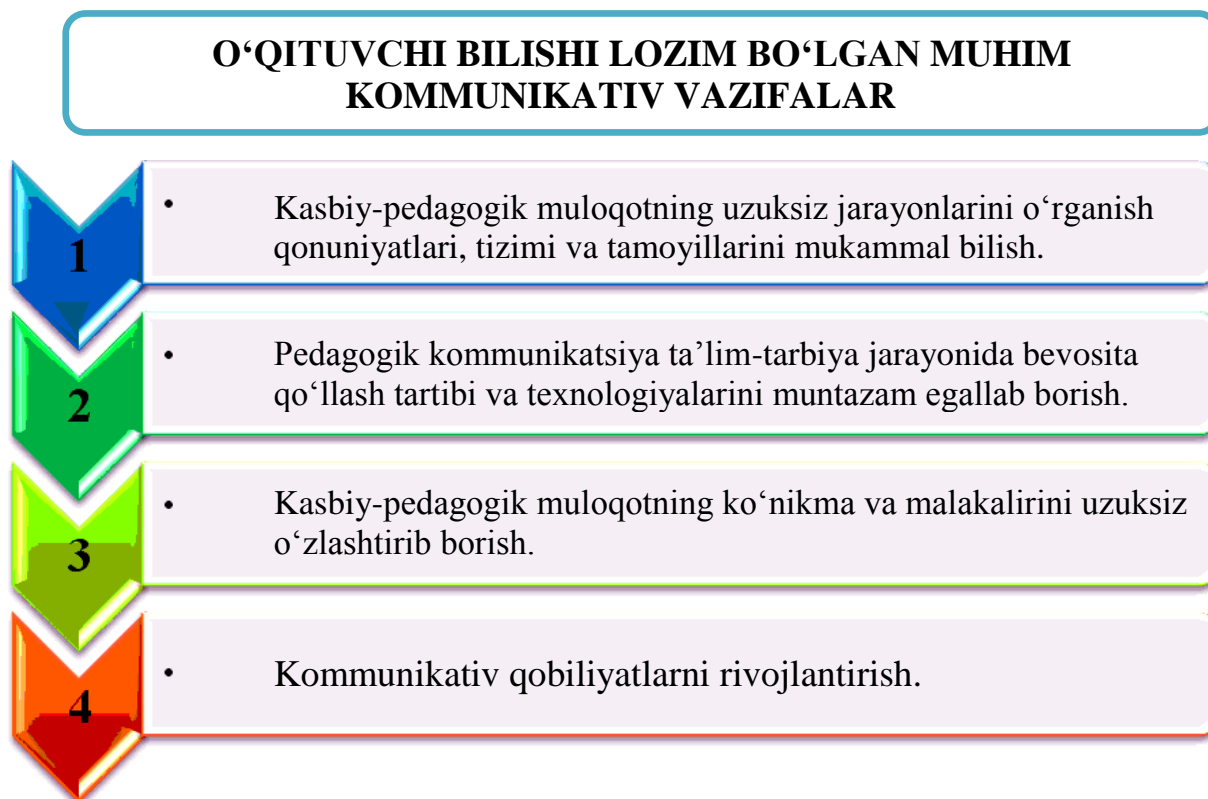 O‘QITUVCHI BILISHI LOZIM BO‘LGAN MUHIM
KOMMUNIKATIV VAZIFALAR
1
• Kasbiy-pedagogik muloqotning uzuksiz jarayonlarini o‘rganish
qonuniyatlari, tizimi va tamoyillarini mukammal bilish.
2
• Pedagogik kommunikatsiya ta’lim-tarbiya jarayonida bevosita
qo‘llash tartibi va texnologiyalarini muntazam egallab borish.
3
• Kasbiy-pedagogik muloqotning ko‘nikma va malakalirini uzuksiz
o‘zlashtirib borish.
4
• Kommunikativ qobiliyatlarni rivojlantirish.